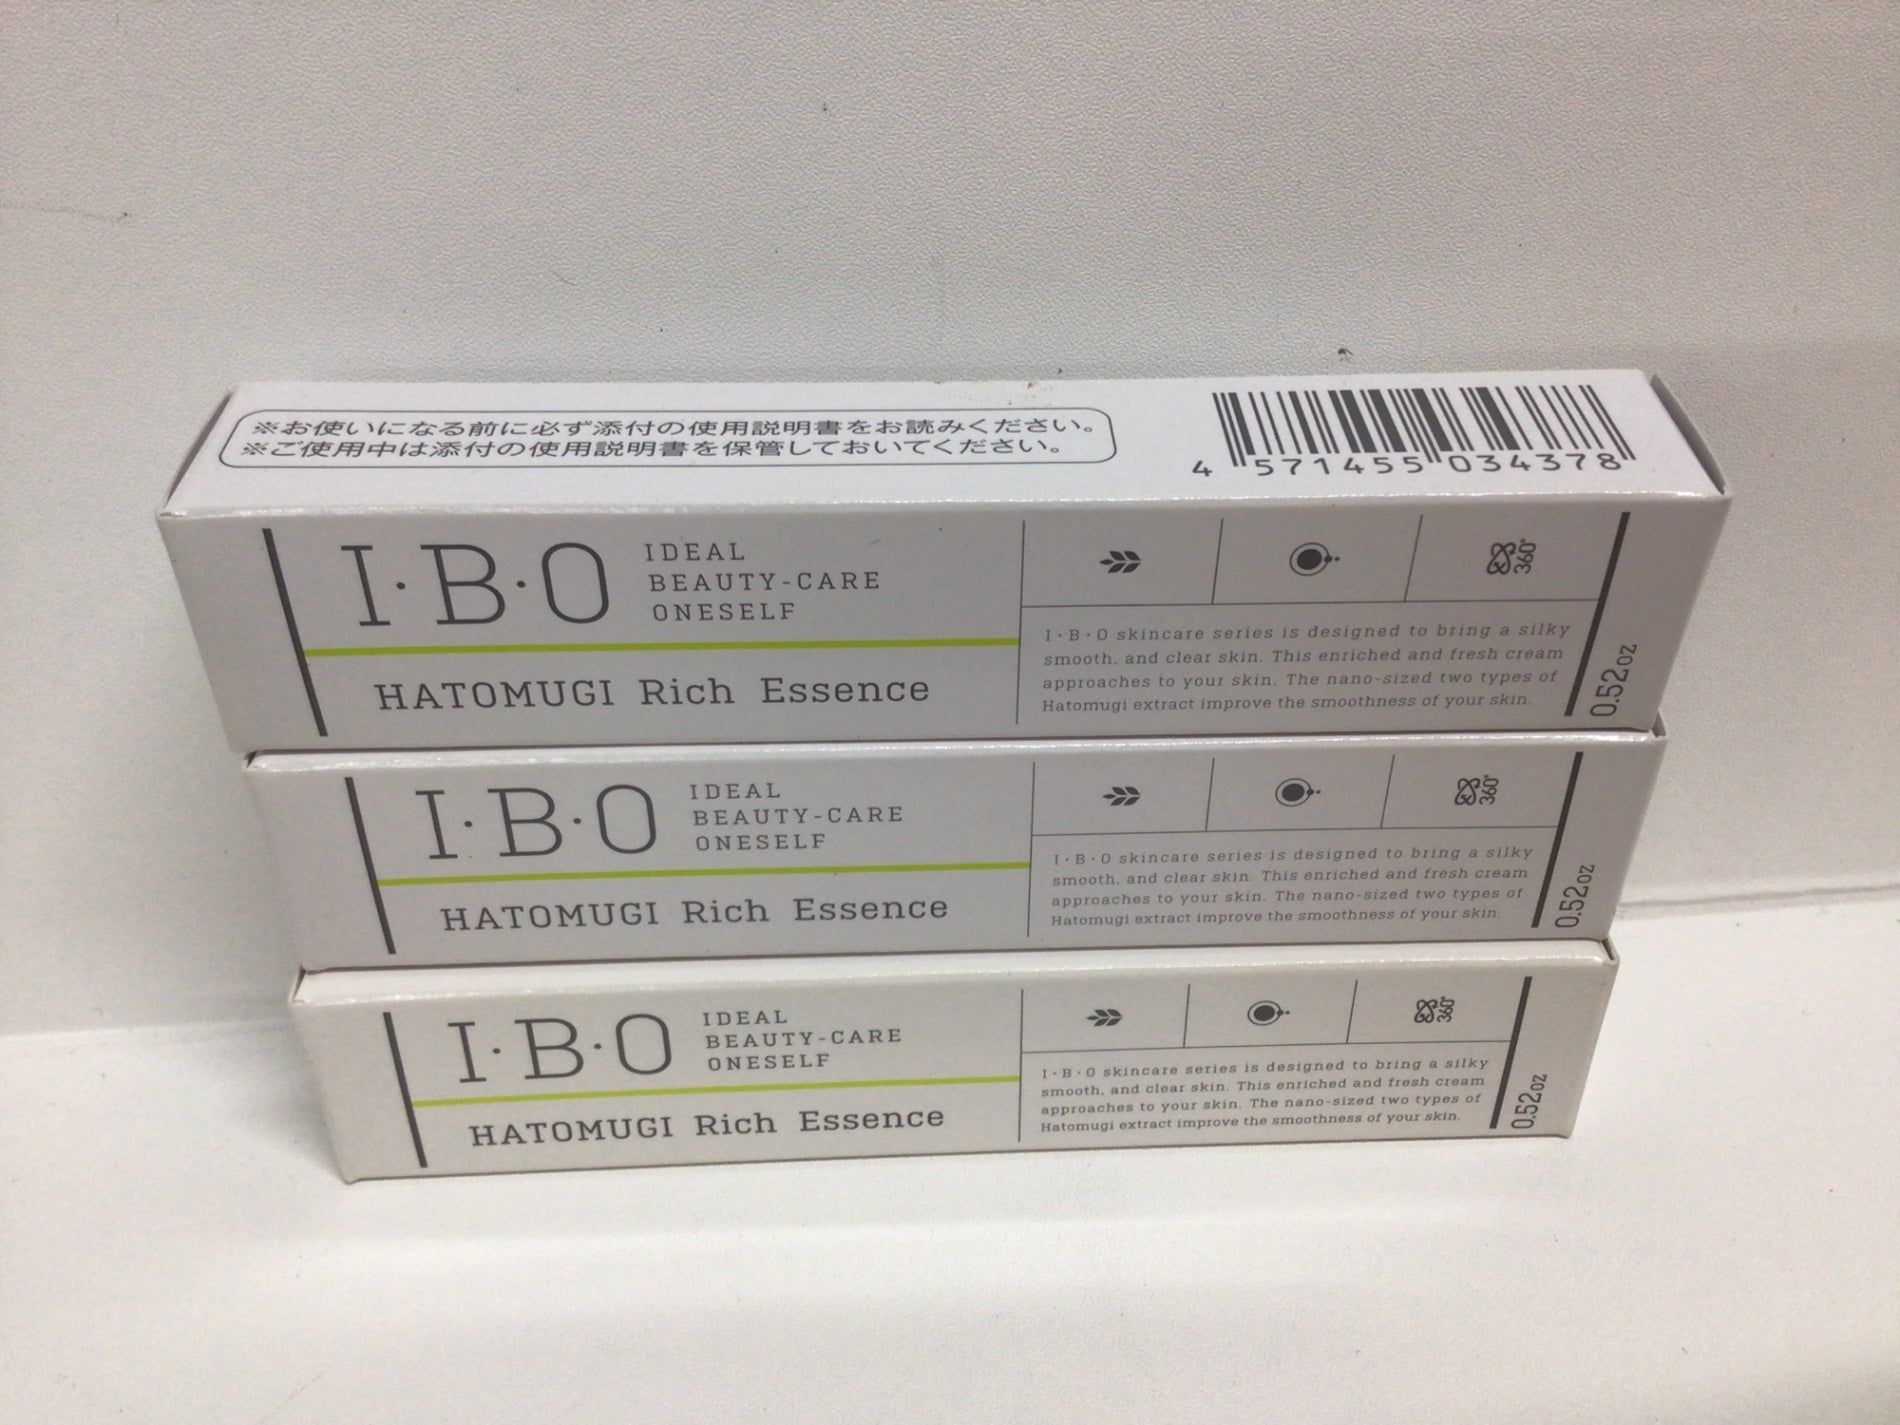 ※お使いになる前に必ず添付の使用説明書をお読みください。
※ご使用中は添付の使用説明書を保管しておいてください。
4 571455 034378
I·B·O
IDEAL
BEAUTY-CARE
ONESELF
HATOMUGI Rich Essence
360°
I·B·O skincare series is designed to bring a silky
smooth, and clear skin. This enriched and fresh cream
approaches to your skin. The nano-sized two types of
Hatomugi extract improve the smoothness of your skin.
0.52oz
I·B·O
IDEAL
BEAUTY-CARE
ONESELF
HATOMUGI Rich Essence
360°
I·B·O skincare series is designed to bring a silky
smooth, and clear skin. This enriched and fresh cream
approaches to your skin. The nano-sized two types of
Hatomugi extract improve the smoothness of your skin.
0.52oz
I·B·O
IDEAL
BEAUTY-CARE
ONESELF
HATOMUGI Rich Essence
360°
I·B·O skincare series is designed to bring a silky
smooth, and clear skin. This enriched and fresh cream
approaches to your skin. The nano-sized two types of
Hatomugi extract improve the smoothness of your skin.
0.52oz